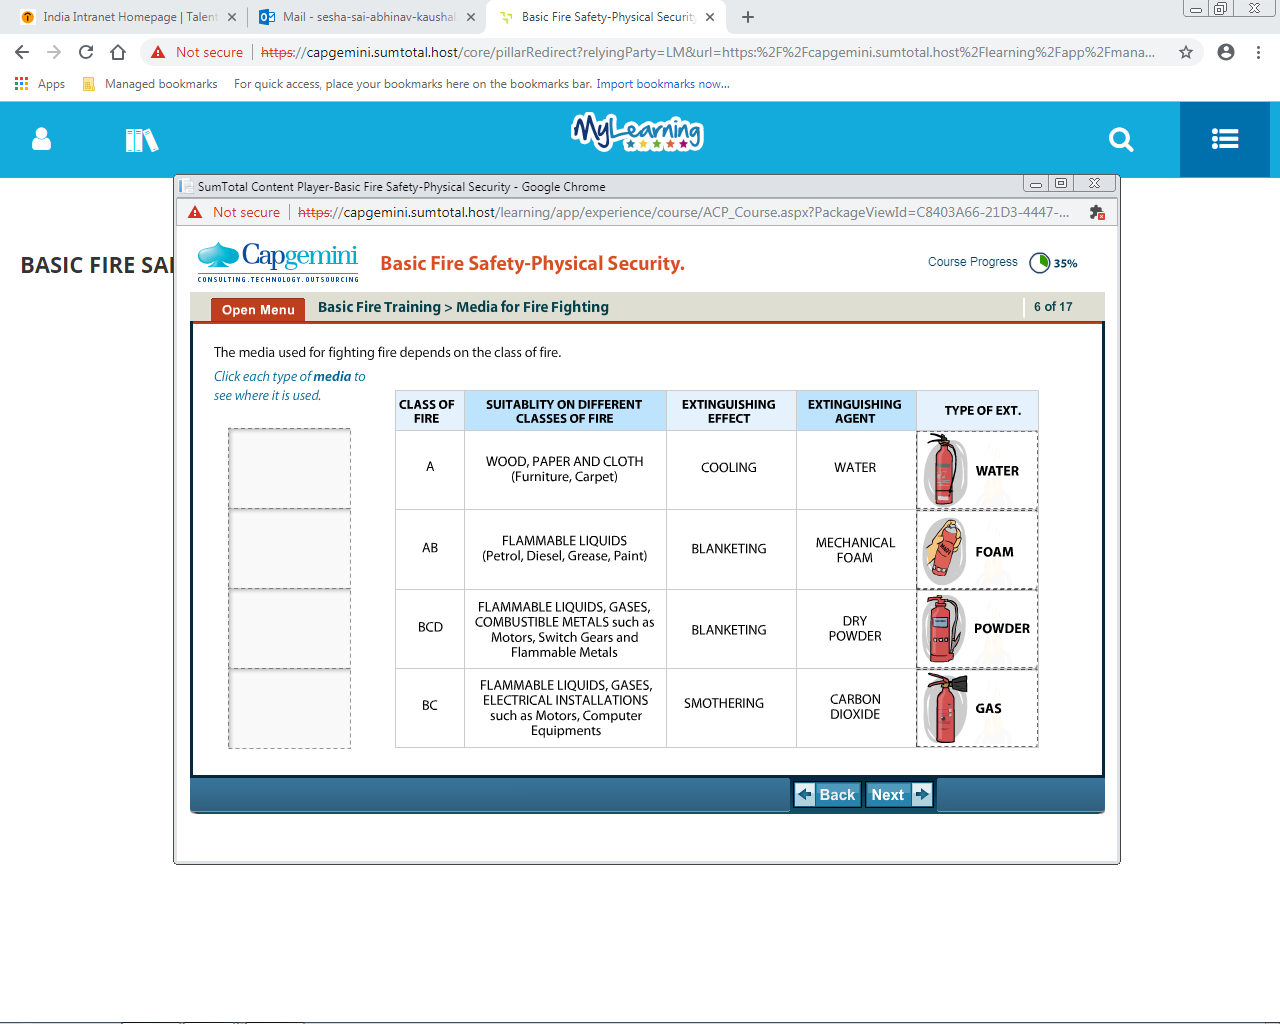 India Intranet Homepage | Talent
Mail - sesha-sai-abhinav-kaushal
Basic Fire Safety-Physical Security
Not secure
https://capgemini.sumtotal.host/core/pillarRedirect?relyingParty=LM&url=https:%2F%2Fcapgemini.sumtotal.host%2Flearning%2Fapp%2Fmana...
Apps
Managed bookmarks
For quick access, place your bookmarks here on the bookmarks bar. Import bookmarks now...
MyLearning
SumTotal Content Player-Basic Fire Safety-Physical Security - Google Chrome
Not secure
https://capgemini.sumtotal.host/learning/app/experience/course/ACP_Course.aspx?PackageViewId=C8403A66-21D3-4447-...
BASIC FIRE SA
Capgemini
CONSULTING.TECHNOLOGY.OUTSOURCING
Basic Fire Safety-Physical Security.
Course Progress
35%
Open Menu
Basic Fire Training > Media for Fire Fighting
6 of 17
The media used for fighting fire depends on the class of fire.
Click each type of media to
see where it is used.
CLASS OF
FIRE
SUITABLITY ON DIFFERENT
CLASSES OF FIRE
EXTINGUISHING
EFFECT
EXTINGUISHING
AGENT
TYPE OF EXT.
A
WOOD, PAPER AND CLOTH
(Furniture, Carpet)
COOLING
WATER
WATER
AB
FLAMMABLE LIQUIDS
(Petrol, Diesel, Grease, Paint)
BLANKETING
MECHANICAL
FOAM
FOAM
BCD
FLAMMABLE LIQUIDS, GASES,
COMBUSTIBLE METALS such as
Motors, Switch Gears and
Flammable Metals
BLANKETING
DRY
POWDER
POWDER
BC
FLAMMABLE LIQUIDS, GASES,
ELECTRICAL INSTALLATIONS
such as Motors, Computer
Equipments
SMOTHERING
CARBON
DIOXIDE
GAS
Back
Next